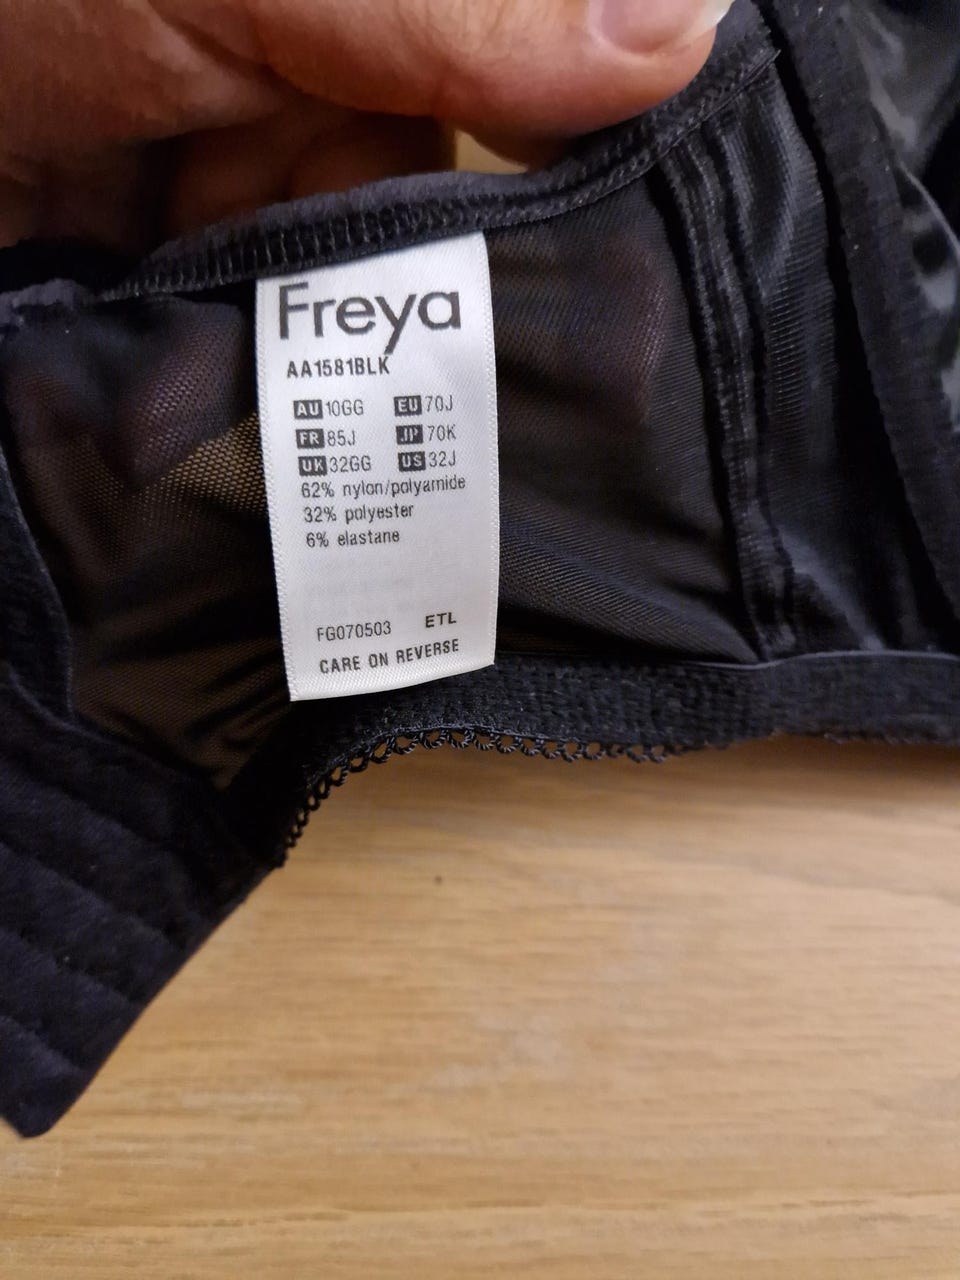 Freya
AA1581BLK
AU 10GG EU 70J
FR 85J JP 70K
UK 32GG US 32J
62% nylon/polyamide
32% polyester
6% elastane
FG070503 ETL
CARE ON REVERSE